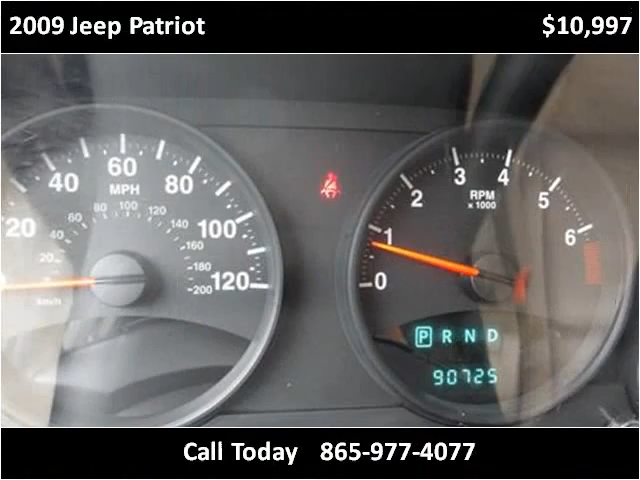 2009 Jeep Patriot $10,997
20 40 60 80 100 120
MPH
20 40 60 80 100 120 140 160 180 200
km/h
0 1 2 3 4 5 6
RPM
x 1000
P R N D
90725
Call Today 865-977-4077